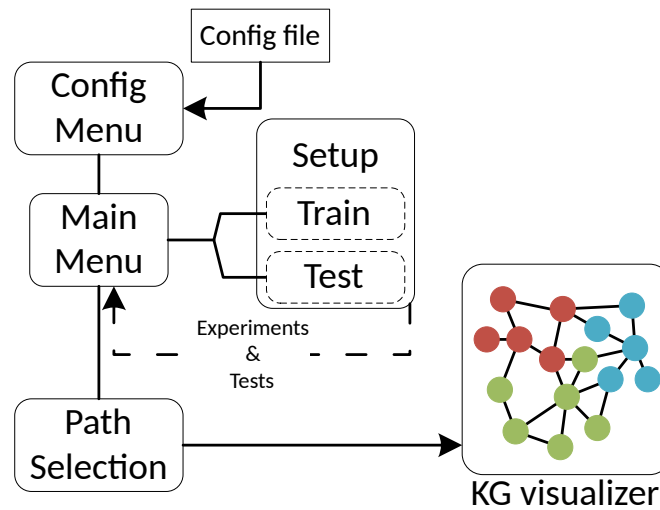 Config file
Config
Menu
Setup
Train
Main
Menu
Test
Experiments
&
Tests
Path
Selection
KG visualizer